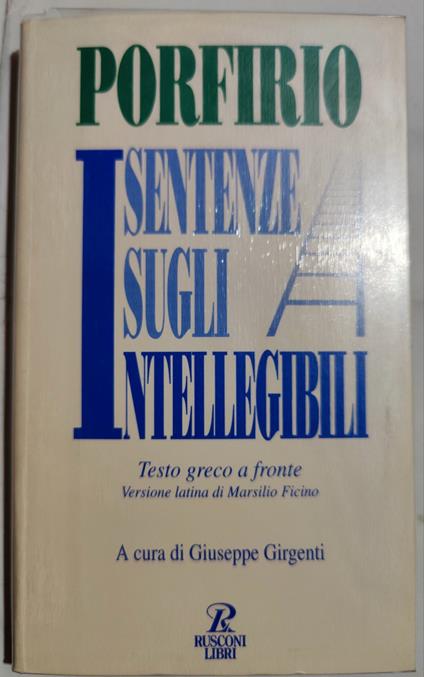 PORFIRIO
SENTENZE
SUGLI
INTELLEGIBILI
Testo greco a fronte
Versione latina di Marsilio Ficino
A cura di Giuseppe Girgenti
R
RUSCONI
LIBRI